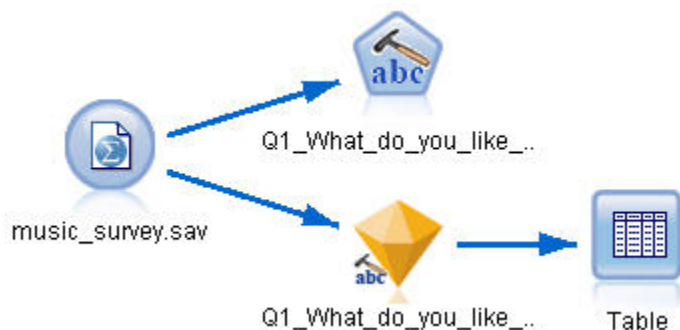 abc
Q1_What_do_you_like_..
music_survey.sav
abc
Q1_What_do_you_like_..
Table